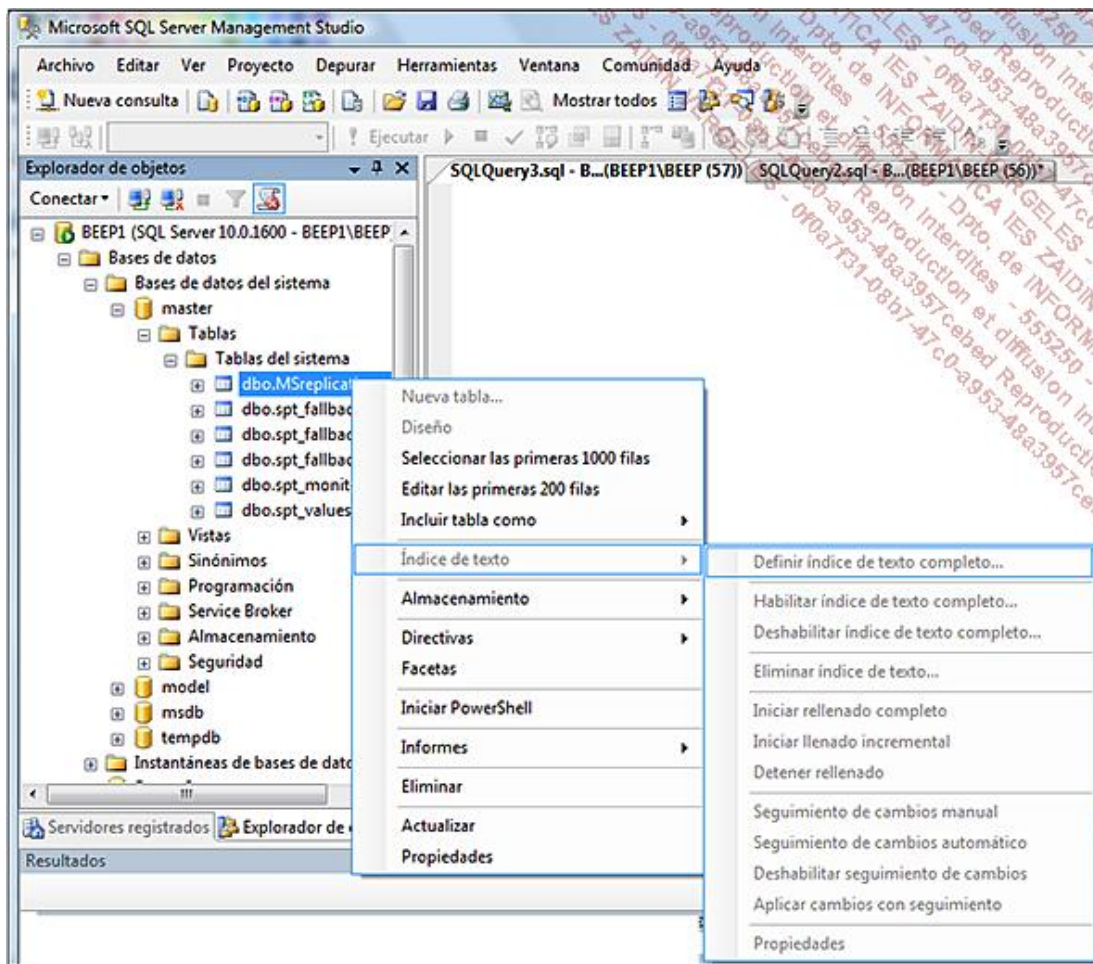 Microsoft SQL Server Management Studio
Archivo Editar Ver Proyecto Depurar Herramientas Ventana Comunidad Ayuda
Nueva consulta Mostrar todos
Ejecutar
Explorador de objetos
SQLQuery3.sql - B...(BEEP1\BEEP (57)) SQLQuery2.sql - B...(BEEP1\BEEP (56))*
Conectar
BEEP1 (SQL Server 10.0.1600 - BEEP1\BEEP
Bases de datos
Bases de datos del sistema
master
Tablas
Tablas del sistema
dbo.MSreplicat
dbo.spt_fallbac
dbo.spt_fallbac
dbo.spt_fallbac
dbo.spt_monit
dbo.spt_values
Vistas
Sinónimos
Programación
Service Broker
Almacenamiento
Seguridad
model
msdb
tempdb
Instantáneas de bases de dato
Servidores registrados Explorador de
Resultados
Nueva tabla...
Diseño
Seleccionar las primeras 1000 filas
Editar las primeras 200 filas
Incluir tabla como
Índice de texto
Almacenamiento
Directivas
Facetas
Iniciar PowerShell
Informes
Eliminar
Actualizar
Propiedades
Definir índice de texto completo...
Habilitar índice de texto completo...
Deshabilitar índice de texto completo...
Eliminar índice de texto...
Iniciar rellenado completo
Iniciar llenado incremental
Detener rellenado
Seguimiento de cambios manual
Seguimiento de cambios automático
Deshabilitar seguimiento de cambios
Aplicar cambios con seguimiento
Propiedades